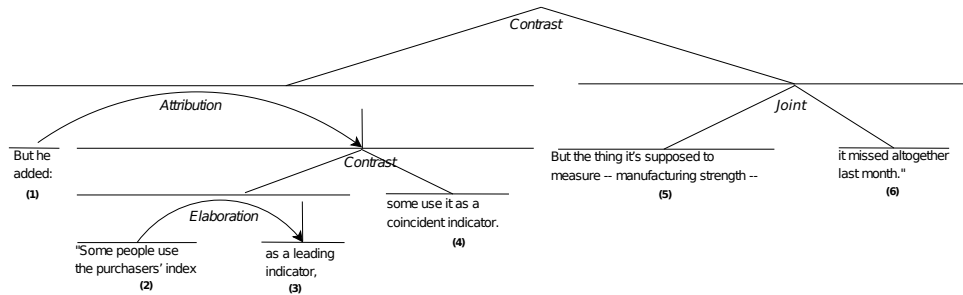 Contrast
Attribution
Joint
But he
added:
(1)
Contrast
But the thing it's supposed to
measure -- manufacturing strength --
(5)
it missed altogether
last month."
(6)
Elaboration
some use it as a
coincident indicator.
(4)
"Some people use
the purchasers' index
(2)
as a leading
indicator,
(3)